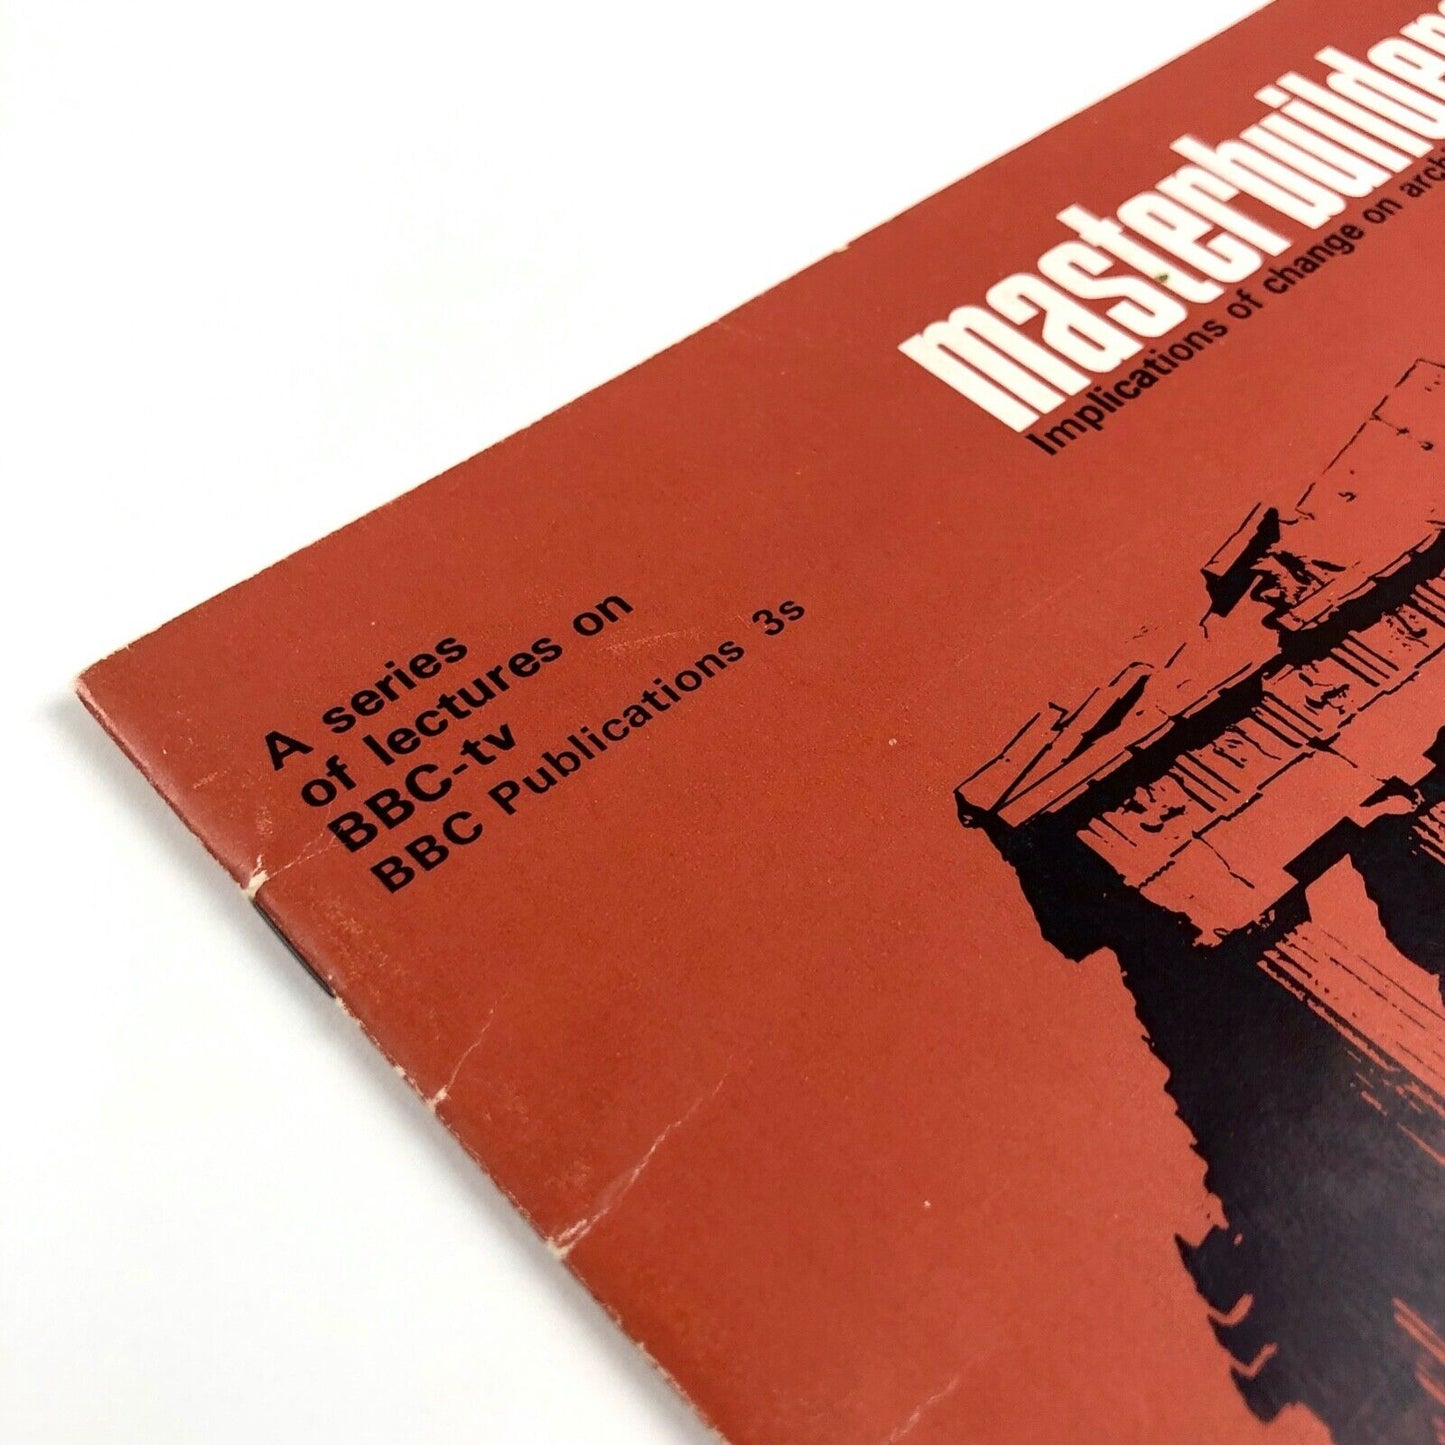 masterbuilders
Implications of change on arch
A series
of lectures on
BBC-tv
BBC Publications 3s